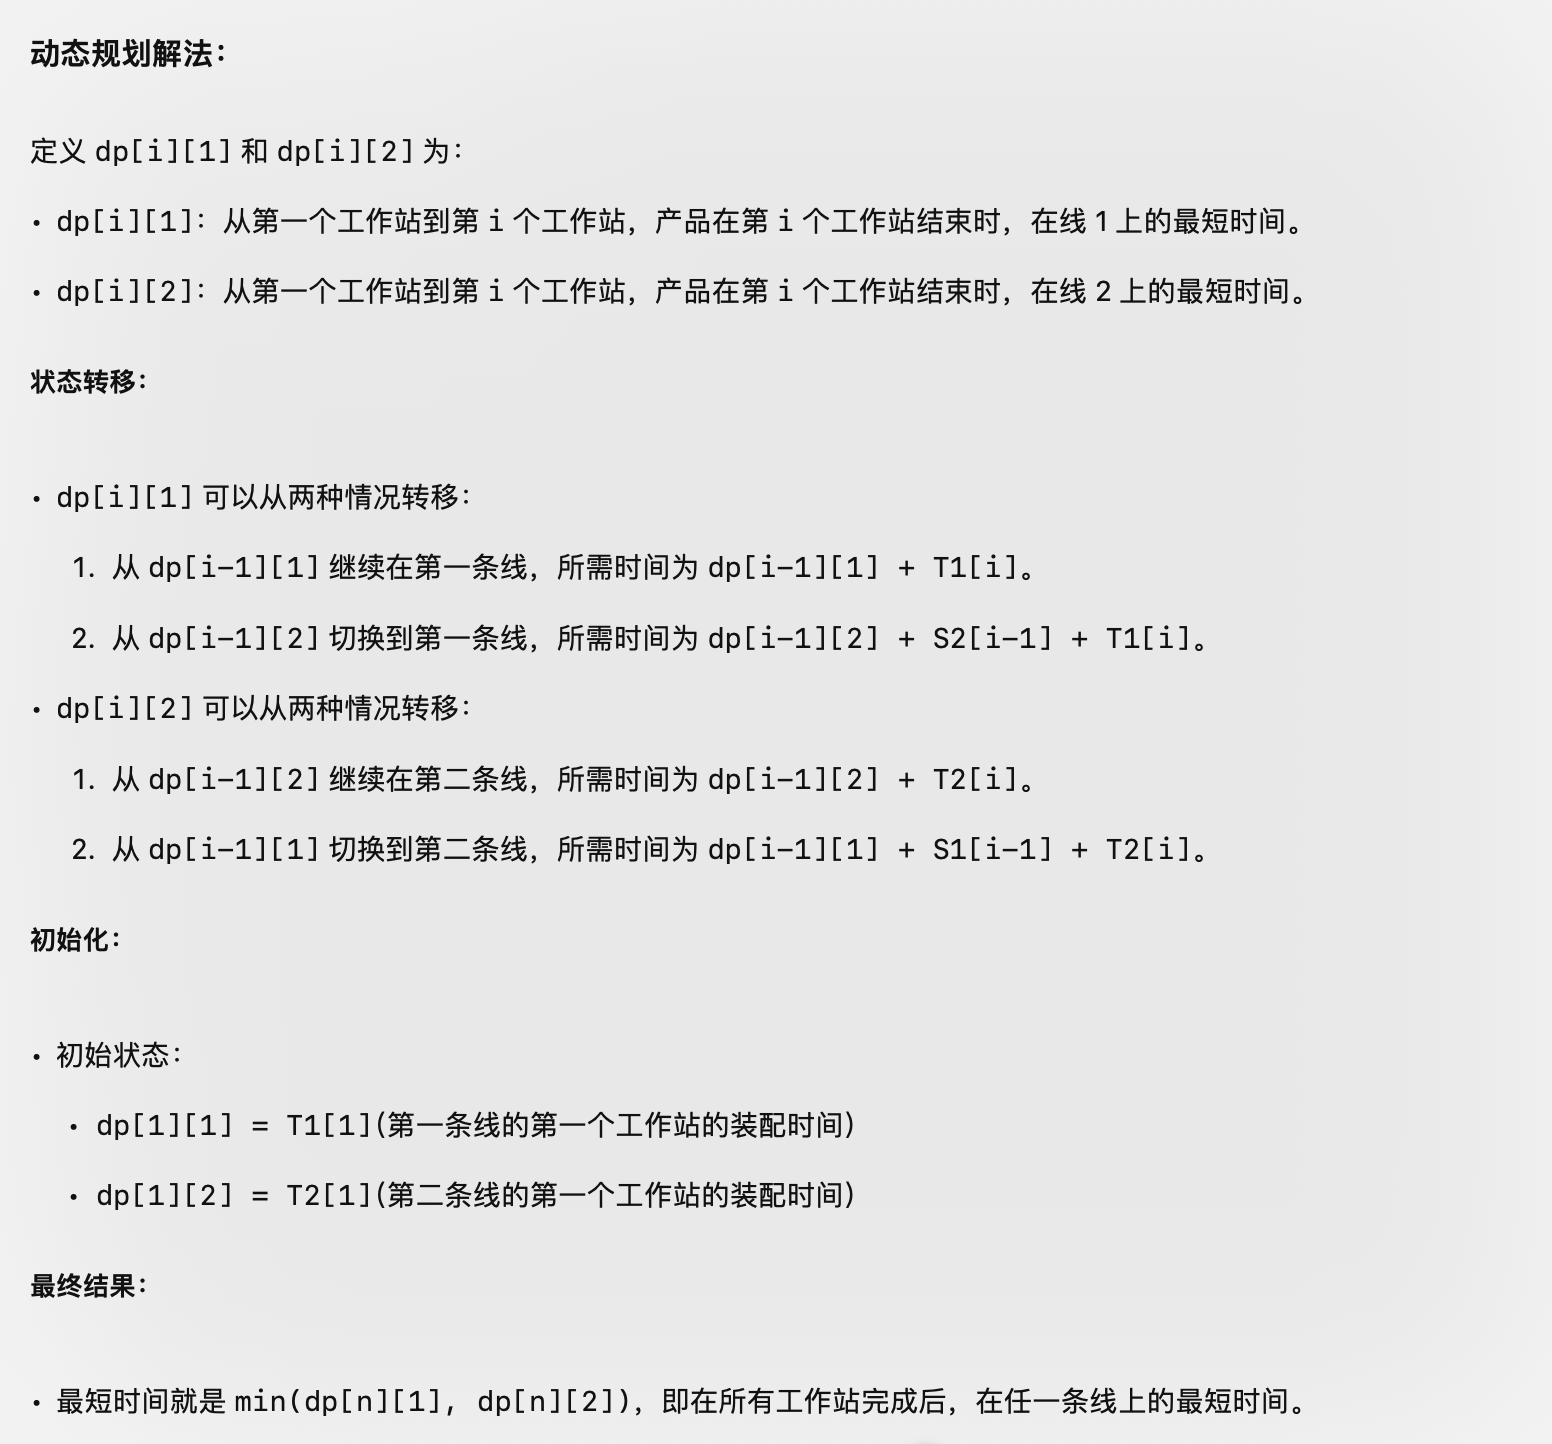 动态规划解法：
定义 dp[i][1] 和 dp[i][2] 为：
• dp[i][1]：从第一个工作站到第 i 个工作站，产品在第 i 个工作站结束时，在线 1 上的最短时间。
• dp[i][2]：从第一个工作站到第 i 个工作站，产品在第 i 个工作站结束时，在线 2 上的最短时间。
状态转移：
• dp[i][1] 可以从两种情况转移：
1. 从 dp[i-1][1] 继续在第一条线，所需时间为 dp[i-1][1] + T1[i]。
2. 从 dp[i-1][2] 切换到第一条线，所需时间为 dp[i-1][2] + S2[i-1] + T1[i]。
• dp[i][2] 可以从两种情况转移：
1. 从 dp[i-1][2] 继续在第二条线，所需时间为 dp[i-1][2] + T2[i]。
2. 从 dp[i-1][1] 切换到第二条线，所需时间为 dp[i-1][1] + S1[i-1] + T2[i]。
初始化：
• 初始状态：
• dp[1][1] = T1[1](第一条线的第一个工作站的装配时间)
• dp[1][2] = T2[1](第二条线的第一个工作站的装配时间)
最终结果：
• 最短时间就是 min(dp[n][1], dp[n][2])，即在所有工作站完成后，在任一条线上的最短时间。